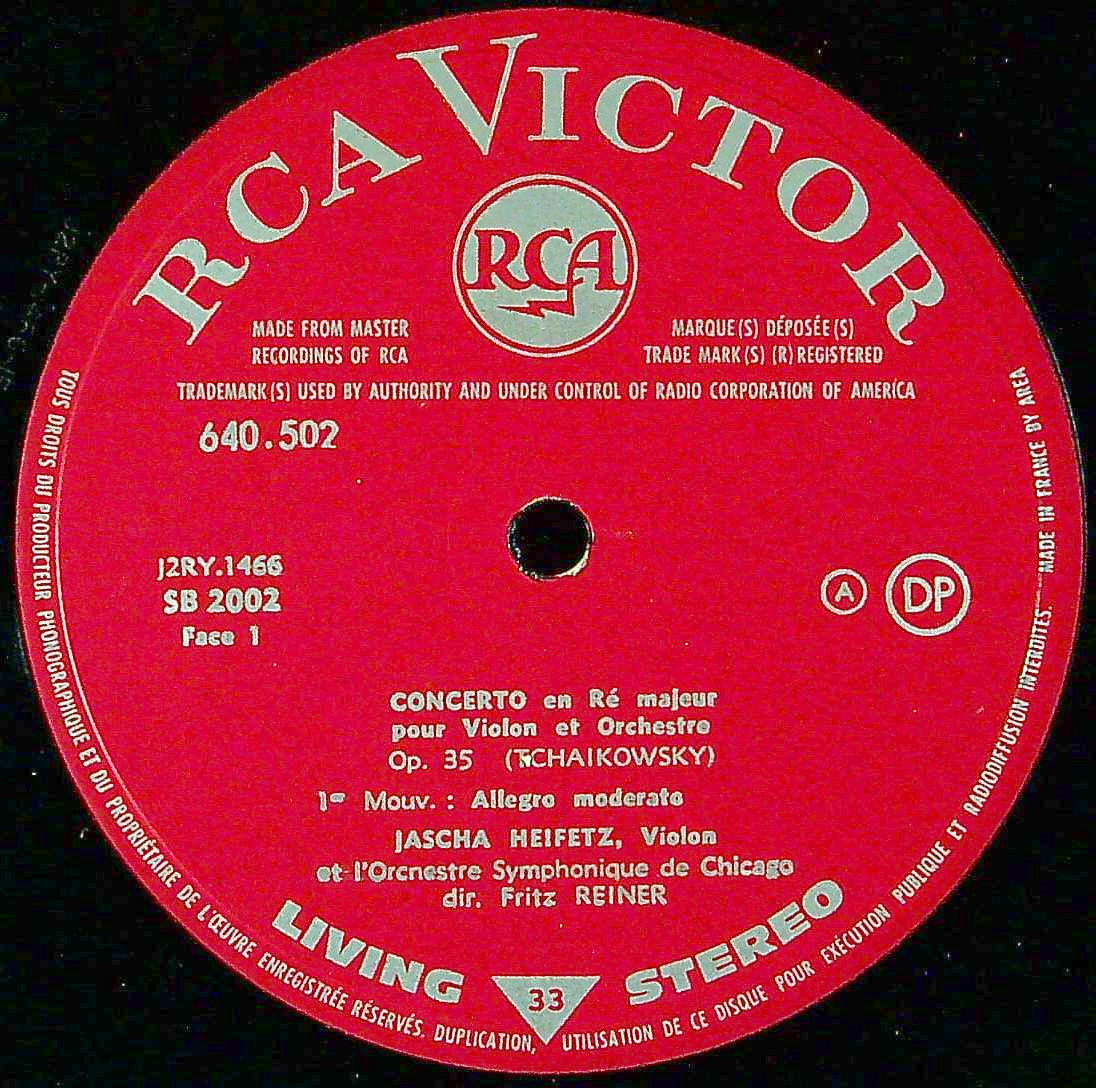 RCA VICTOR
RCA
MADE FROM MASTER
RECORDINGS OF RCA
MARQUE(S) DÉPOSÉE(S)
TRADE MARK(S) (R) REGISTERED
TRADEMARK(S) USED BY AUTHORITY AND UNDER CONTROL OF RADIO CORPORATION OF AMERICA
640.502
J2RY.1466
SB 2002
Face 1
A
DP
CONCERTO en Ré majeur
pour Violon et Orchestre
Op. 35 (TCHAIKOWSKY)
1er Mouv. : Allegro moderato
JASCHA HEIFETZ, Violon
et l'Orcnestre Symphonique de Chicago
dir. Fritz REINER
LIVING 33 STEREO
TOUS DROITS DU PRODUCTEUR PHONOGRAPHIQUE ET DU PROPRIÉTAIRE DE L'ŒUVRE ENREGISTRÉE RÉSERVÉS. DUPLICATION, UTILISATION DE CE DISQUE POUR EXÉCUTION PUBLIQUE ET RADIODIFFUSION INTERDITES. MADE IN FRANCE BY AREA